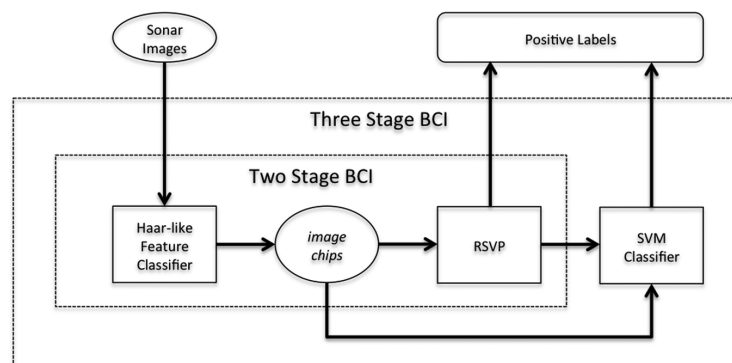 Sonar
Images
Positive Labels
Three Stage BCI
Two Stage BCI
Haar-like
Feature
Classifier
image
chips
RSVP
SVM
Classifier